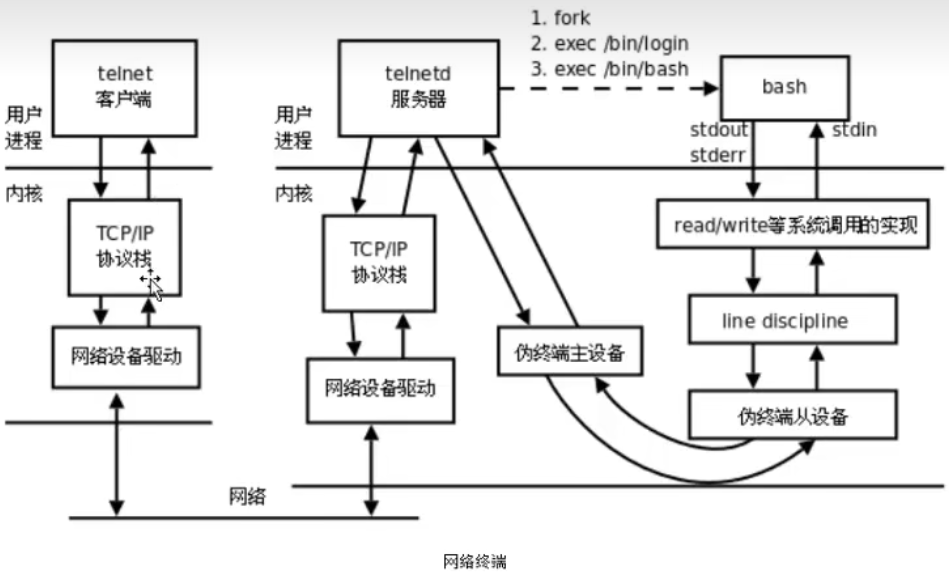 telnet
客户端
用户
进程
内核
TCP/IP
协议栈
网络设备驱动
telnetd
服务器
1. fork
2. exec /bin/login
3. exec /bin/bash
bash
用户
进程
stdout
stderr
stdin
内核
TCP/IP
协议栈
网络设备驱动
伪终端主设备
read/write等系统调用的实现
line discipline
伪终端从设备
网络
网络终端